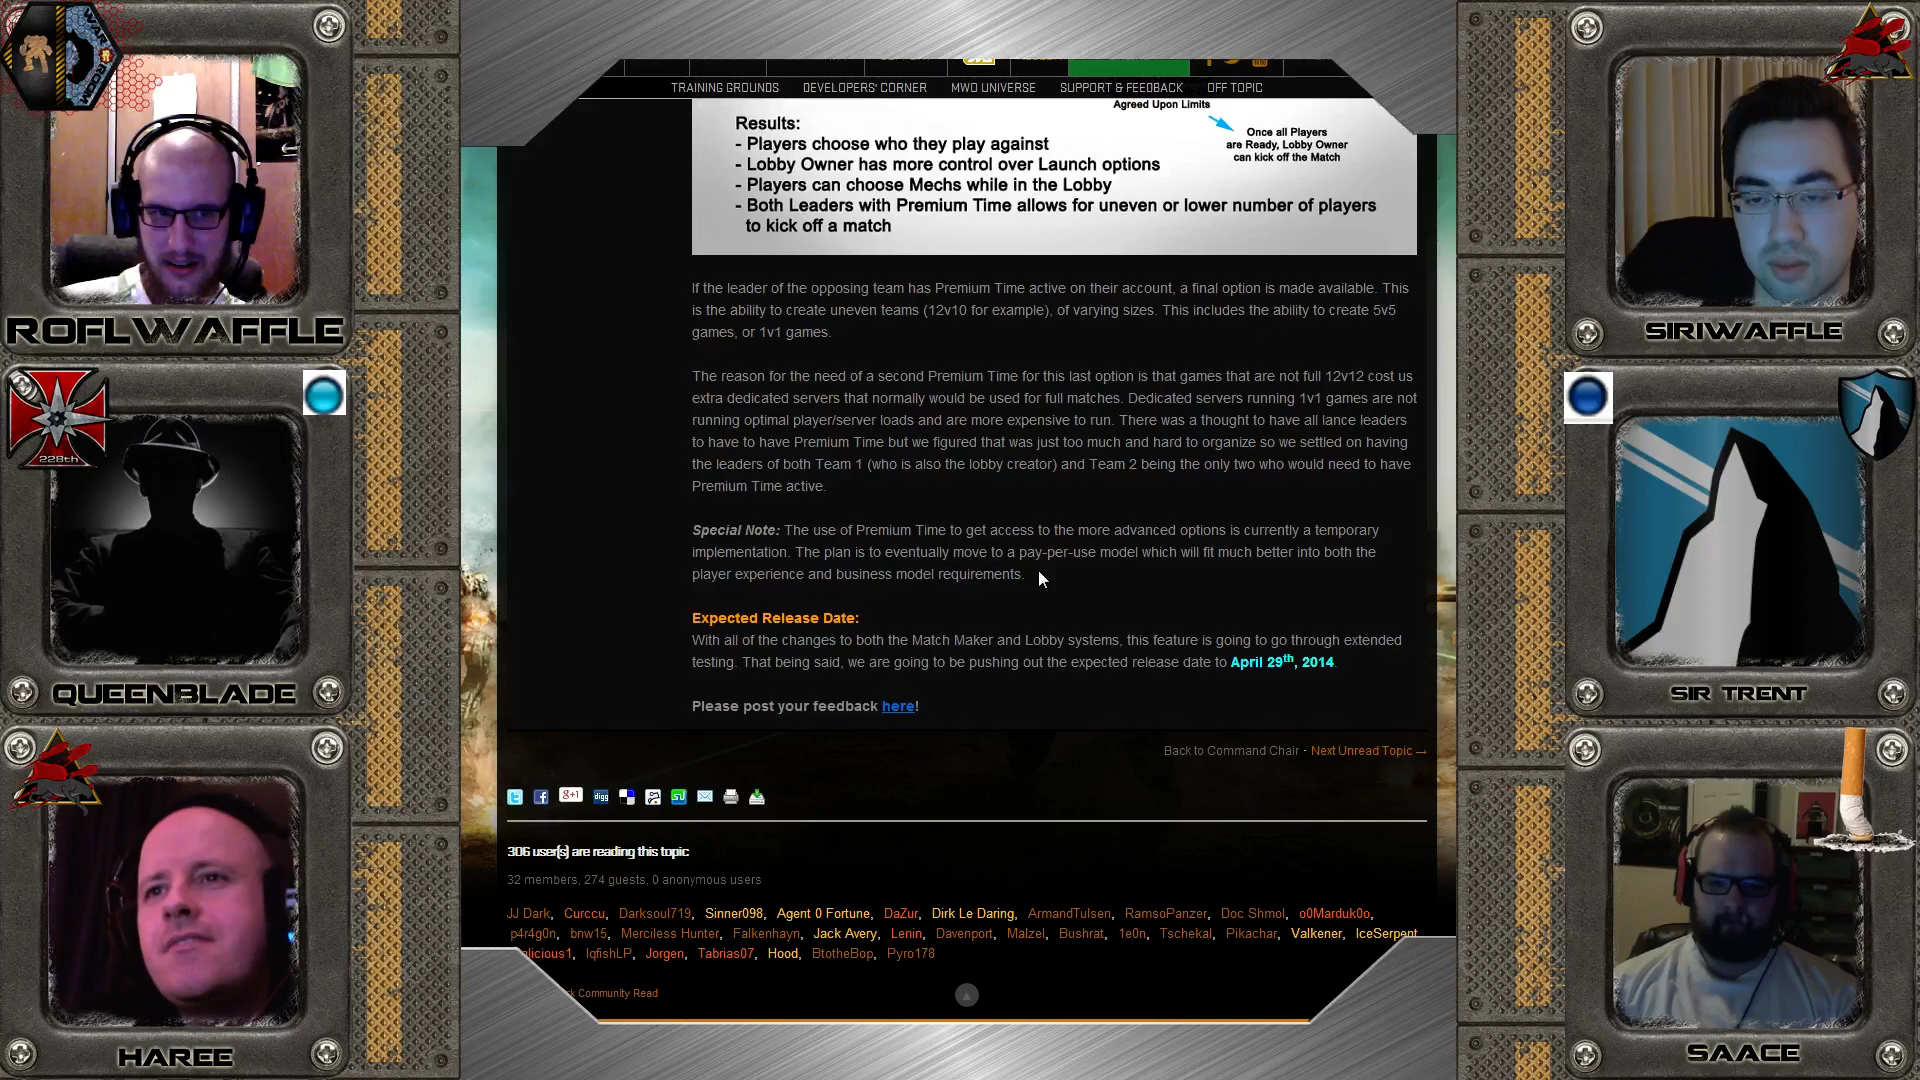 TRAINING GROUNDS DEVELOPERS' CORNER MWO UNIVERSE SUPPORT & FEEDBACK OFF TOPIC
Agreed Upon Limits
Once all Players
are Ready, Lobby Owner
can kick off the Match
Results:
- Players choose who they play against
- Lobby Owner has more control over Launch options
- Players can choose Mechs while in the Lobby
- Both Leaders with Premium Time allows for uneven or lower number of players
to kick off a match
If the leader of the opposing team has Premium Time active on their account, a final option is made available. This
is the ability to create uneven teams (12v10 for example), of varying sizes. This includes the ability to create 5v5
games, or 1v1 games.
The reason for the need of a second Premium Time for this last option is that games that are not full 12v12 cost us
extra dedicated servers that normally would be used for full matches. Dedicated servers running 1v1 games are not
running optimal player/server loads and are more expensive to run. There was a thought to have all lance leaders
to have to have Premium Time but we figured that was just too much and hard to organize so we settled on having
the leaders of both Team 1 (who is also the lobby creator) and Team 2 being the only two who would need to have
Premium Time active.
Special Note: The use of Premium Time to get access to the more advanced options is currently a temporary
implementation. The plan is to eventually move to a pay-per-use model which will fit much better into both the
player experience and business model requirements.
Expected Release Date:
With all of the changes to both the Match Maker and Lobby systems, this feature is going to go through extended
testing. That being said, we are going to be pushing out the expected release date to April 29th, 2014.
Please post your feedback here!
Back to Command Chair · Next Unread Topic →
g+1 digg
306 user(s) are reading this topic
32 members, 274 guests, 0 anonymous users
JJ Dark, Curccu, Darksoul719, Sinner098, Agent 0 Fortune, DaZur, Dirk Le Daring, ArmandTulsen, RamsoPanzer, Doc Shmol, o0Marduk0o,
p4r4g0n, bnw15, Merciless Hunter, Falkenhayn, Jack Avery, Lenin, Davenport, Malzel, Bushrat, 1e0n, Tschekal, Pikachar, Valkener, IceSerpent
licious1, IqfishLP, Jorgen, Tabrias07, Hood, BtotheBop, Pyro178
Community Read
WAR ROOM
ROFLWAFFLE
228th
QUEENBLADE
HAREE
SIRIWAFFLE
SIR TRENT
SAACE